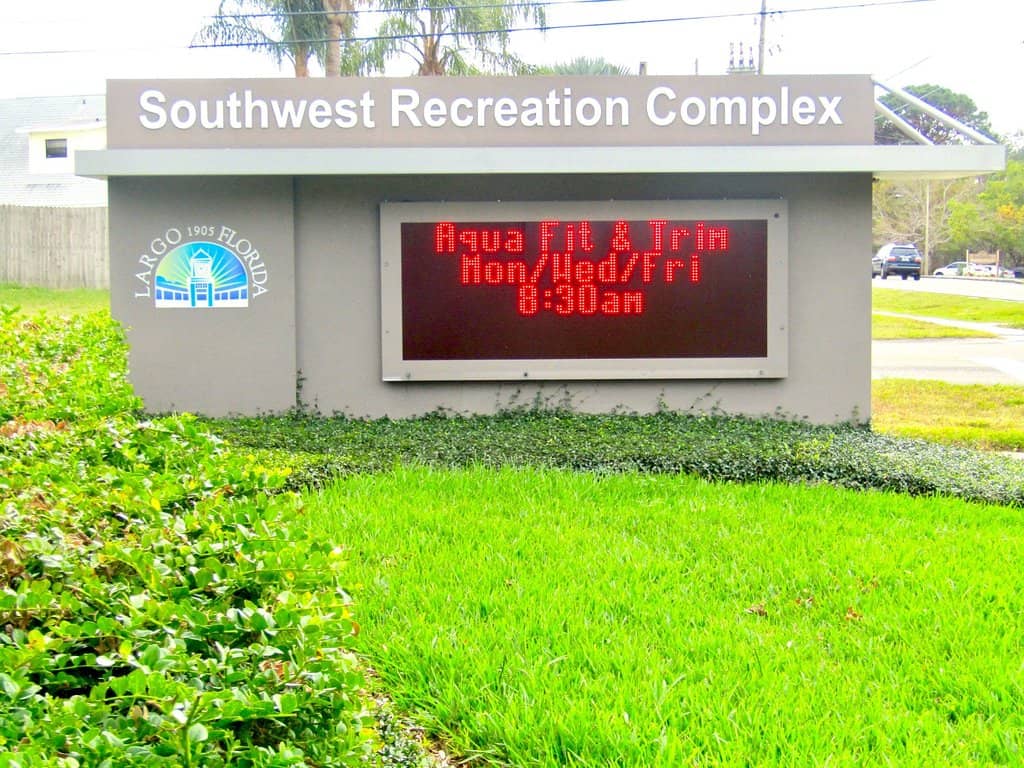 Southwest Recreation Complex
LARGO 1905 FLORIDA
Aqua Fit & Trim
Mon/Wed/Fri
8:30am